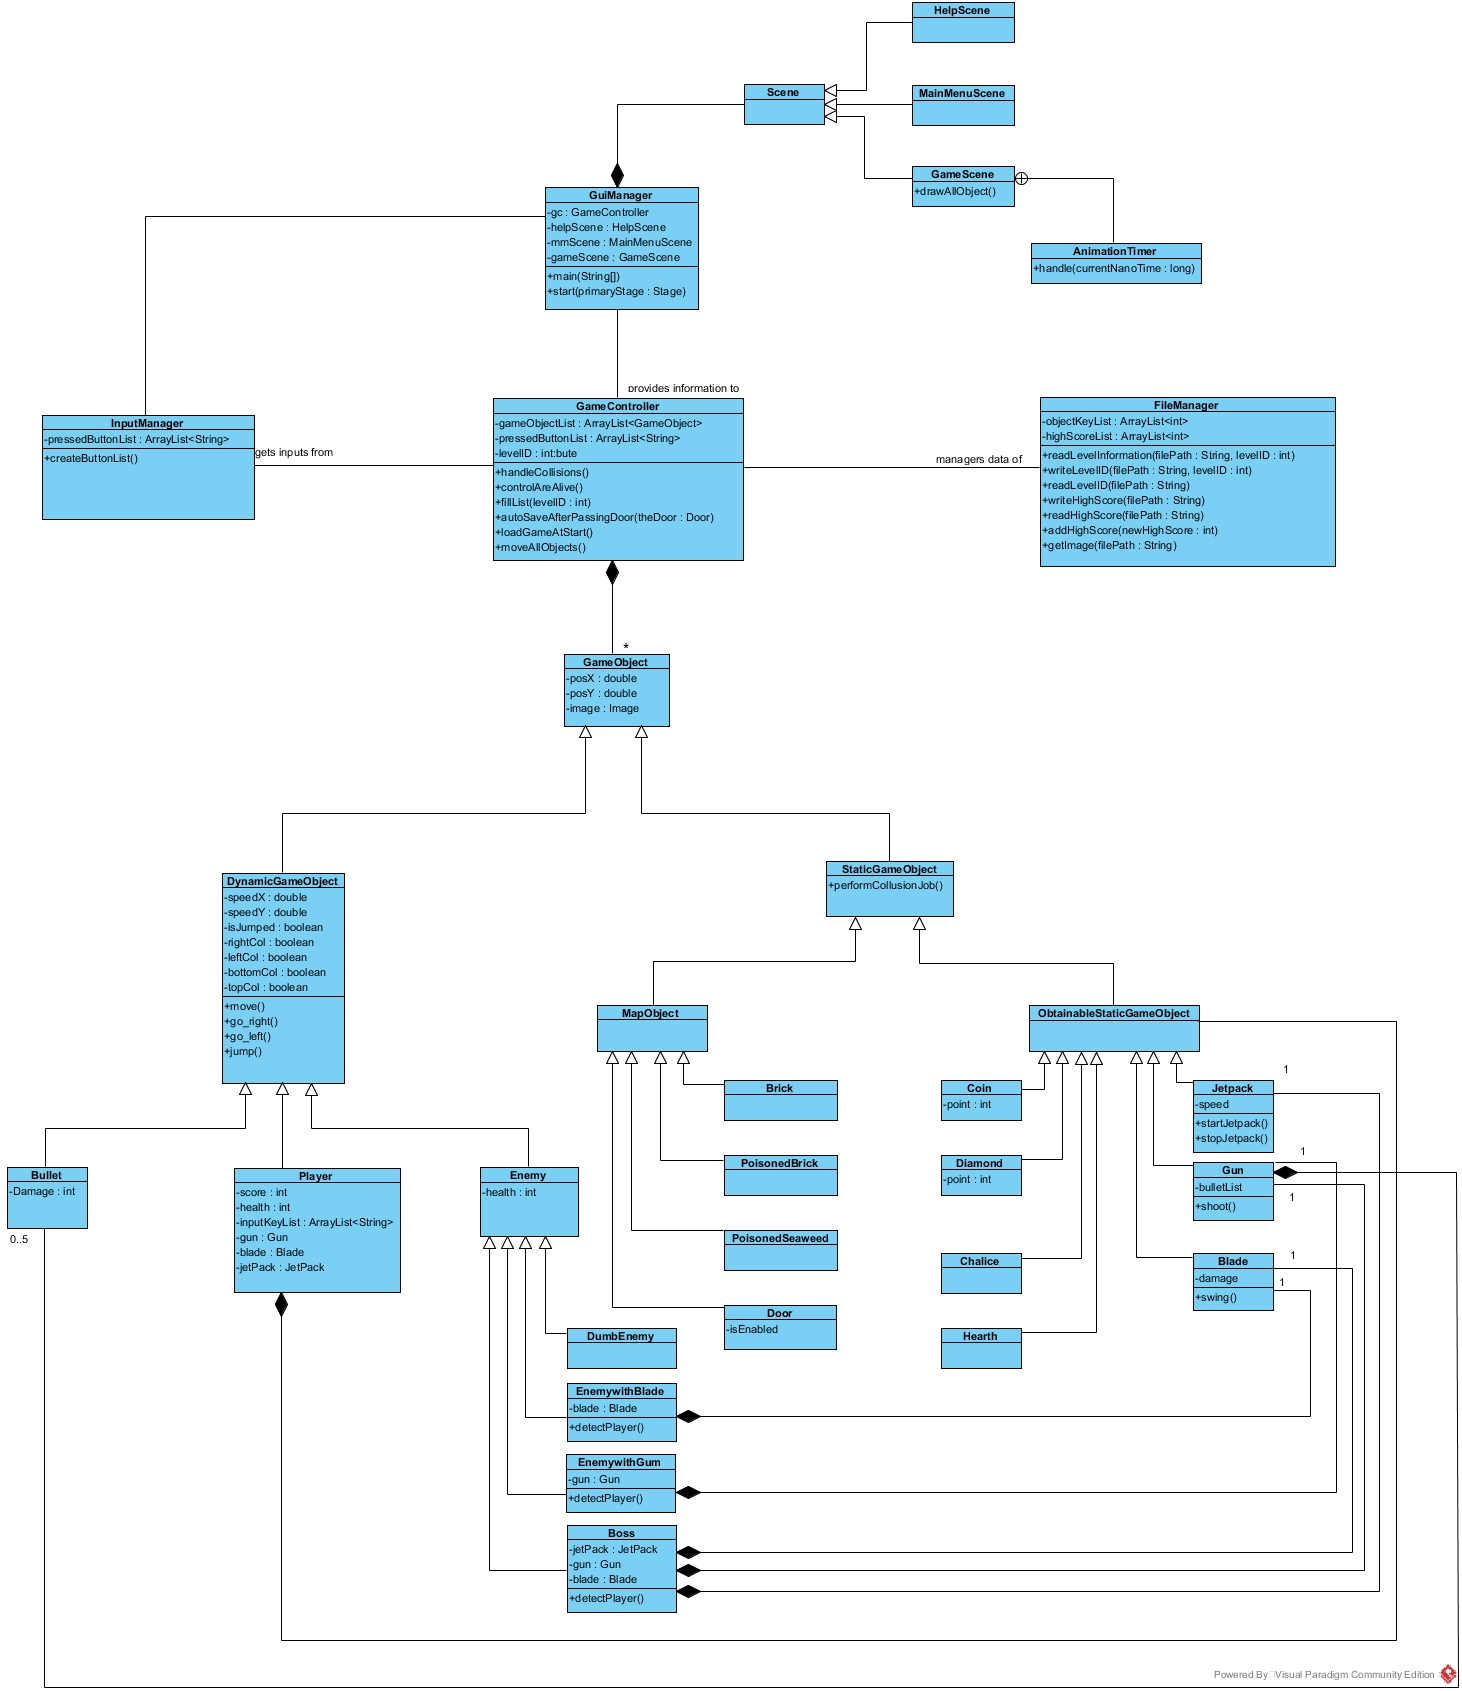 HelpScene
Scene
MainMenuScene
GameScene
+drawAllObject()
AnimationTimer
+handle(currentNanoTime : long)
GuiManager
-gc : GameController
-helpScene : HelpScene
-mmScene : MainMenuScene
-gameScene : GameScene
+main(String[])
+start(primaryStage : Stage)
provides information to
InputManager
-pressedButtonList : ArrayList<String>
+createButtonList()
gets inputs from
GameController
-gameObjectList : ArrayList<GameObject>
-pressedButtonList : ArrayList<String>
-levelID : int:bute
+handleCollisions()
+controlAreAlive()
+fillList(levelID : int)
+autoSaveAfterPassingDoor(theDoor : Door)
+loadGameAtStart()
+moveAllObjects()
managers data of
FileManager
-objectKeyList : ArrayList<int>
-highScoreList : ArrayList<int>
+readLevelInformation(filePath : String, levelID : int)
+writeLevelID(filePath : String, levelID : int)
+readLevelID(filePath : String)
+writeHighScore(filePath : String)
+readHighScore(filePath : String)
+addHighScore(newHighScore : int)
+getImage(filePath : String)
*
GameObject
-posX : double
-posY : double
-image : Image
DynamicGameObject
-speedX : double
-speedY : double
-isJumped : boolean
-rightCol : boolean
-leftCol : boolean
-bottomCol : boolean
-topCol : boolean
+move()
+go_right()
+go_left()
+jump()
StaticGameObject
+performCollusionJob()
MapObject
ObtainableStaticGameObject
Brick
PoisonedBrick
PoisonedSeaweed
Door
-isEnabled
Coin
-point : int
Diamond
-point : int
Chalice
Hearth
Jetpack
-speed
+startJetpack()
+stopJetpack()
1
Gun
-bulletList
+shoot()
1
1
Blade
-damage
+swing()
1
1
Bullet
-Damage : int
0..5
Player
-score : int
-health : int
-inputKeyList : ArrayList<String>
-gun : Gun
-blade : Blade
-jetPack : JetPack
Enemy
-health : int
DumbEnemy
EnemywithBlade
-blade : Blade
+detectPlayer()
EnemywithGum
-gun : Gun
+detectPlayer()
Boss
-jetPack : JetPack
-gun : Gun
-blade : Blade
+detectPlayer()
Powered By Visual Paradigm Community Edition